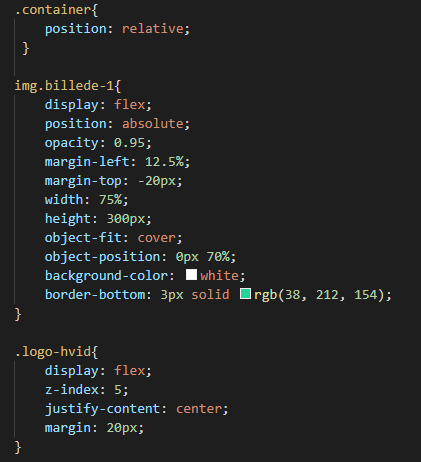 .container{
    position: relative;
 }
img.billede-1{
    display: flex;
    position: absolute;
    opacity: 0.95;
    margin-left: 12.5%;
    margin-top: -20px;
    width: 75%;
    height: 300px;
    object-fit: cover;
    object-position: 0px 70%;
    background-color: white;
    border-bottom: 3px solid rgb(38, 212, 154);
}
.logo-hvid{
    display: flex;
    z-index: 5;
    justify-content: center;
    margin: 20px;
}